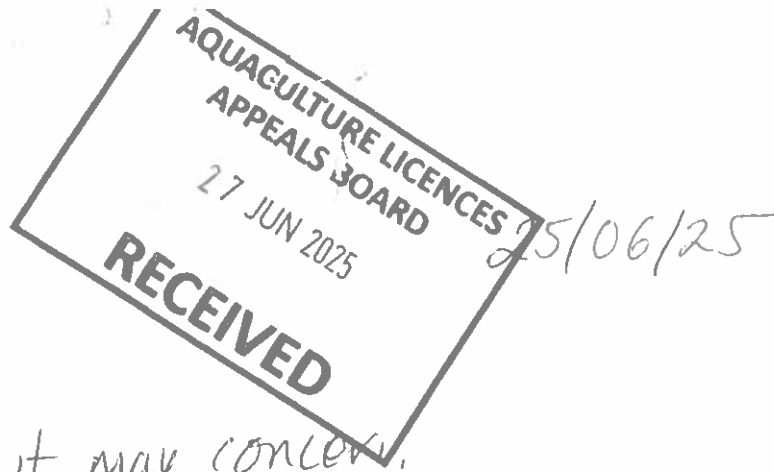 AQUACULTURE LICENCES
APPEALS BOARD
27 JUN 2025
RECEIVED
25/06/25
it may concern.